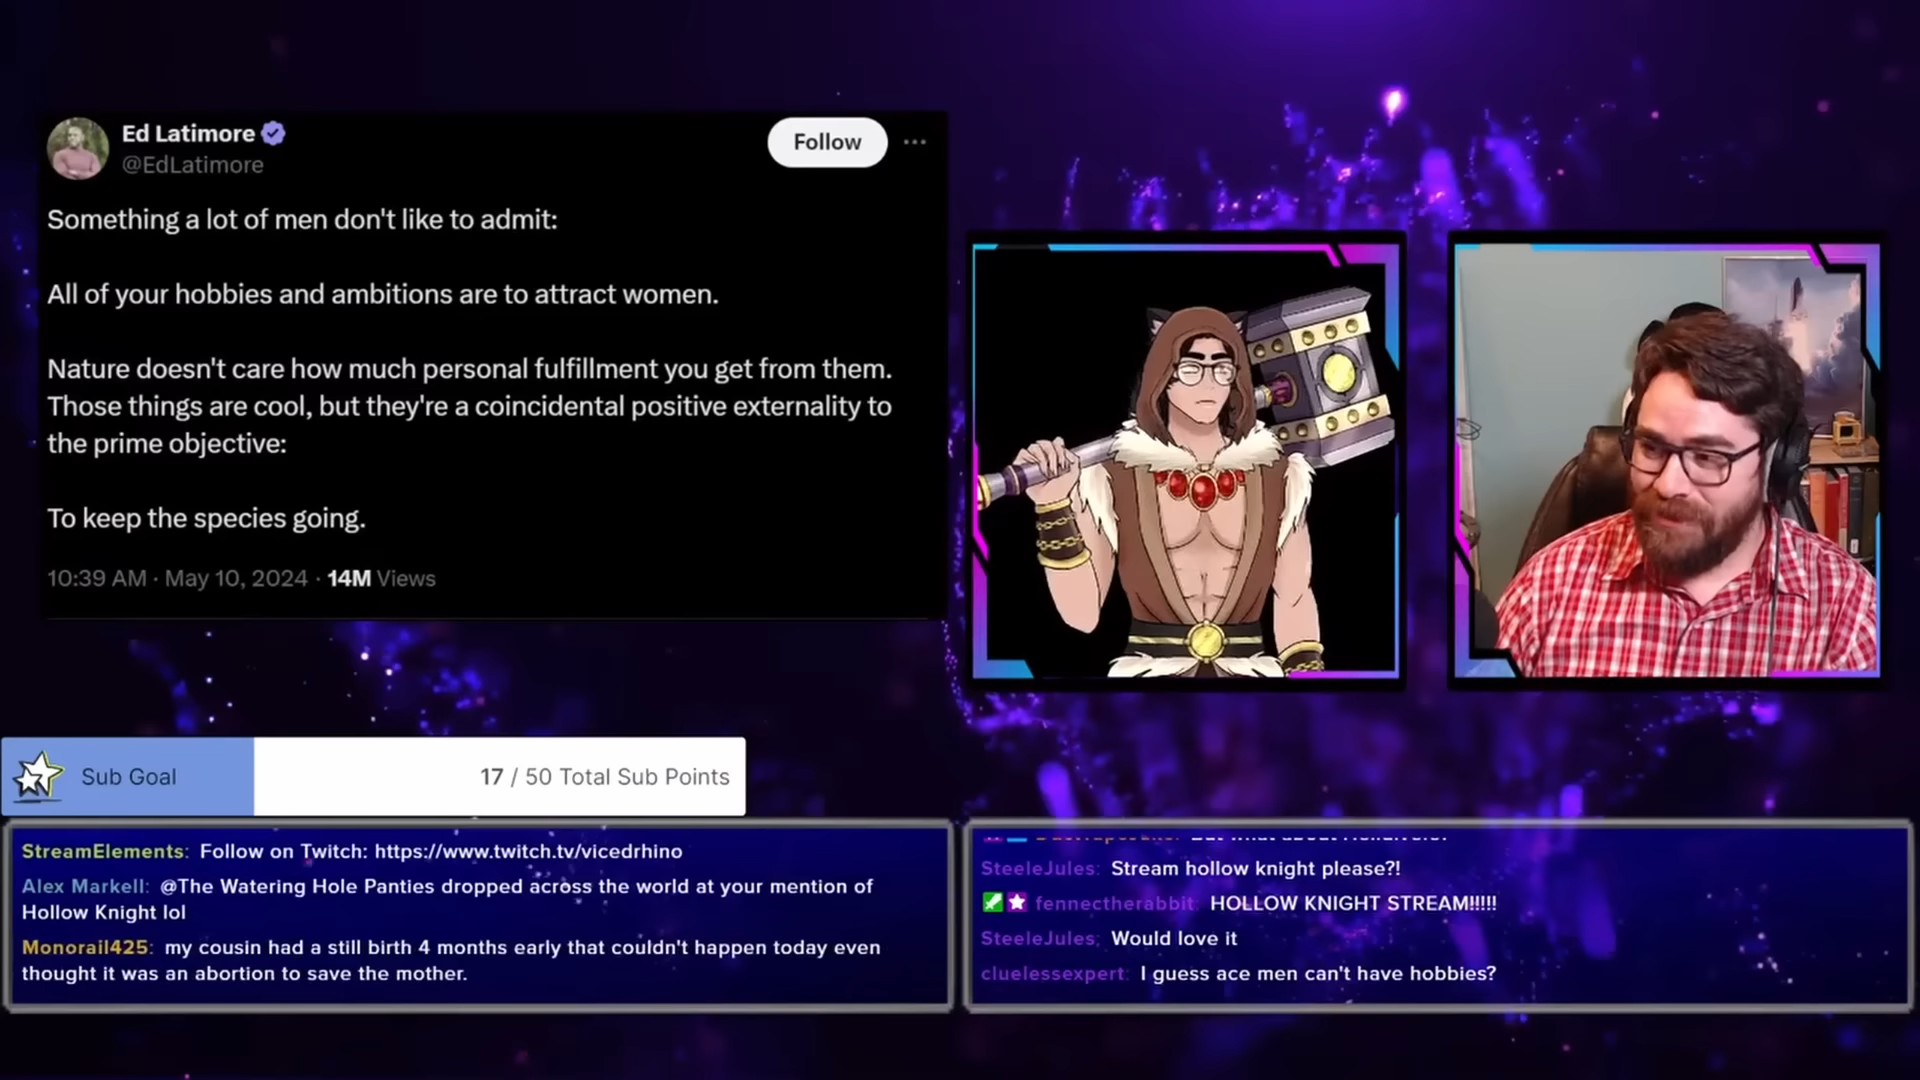 Ed Latimore
@EdLatimore
Follow
Something a lot of men don't like to admit:
All of your hobbies and ambitions are to attract women.
Nature doesn't care how much personal fulfillment you get from them.
Those things are cool, but they're a coincidental positive externality to
the prime objective:
To keep the species going.
10:39 AM · May 10, 2024 · 14M Views
Sub Goal
17 / 50 Total Sub Points
StreamElements: Follow on Twitch: https://www.twitch.tv/vicedrhino
Alex Markell: @The Watering Hole Panties dropped across the world at your mention of
Hollow Knight lol
Monorail425: my cousin had a still birth 4 months early that couldn't happen today even
thought it was an abortion to save the mother.
SteeleJules: Stream hollow knight please?!
fennectherabbit: HOLLOW KNIGHT STREAM!!!!!
SteeleJules: Would love it
cluelessexpert: I guess ace men can't have hobbies?